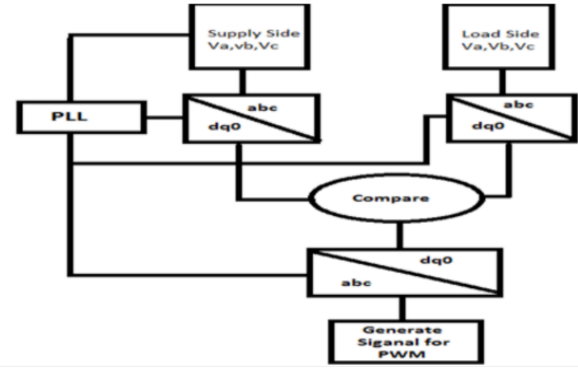 Supply Side
Va,vb,Vc
Load Side
Va,Vb,Vc
PLL
abc
dq0
abc
dq0
Compare
dq0
abc
Generate
Siganal for
PWM